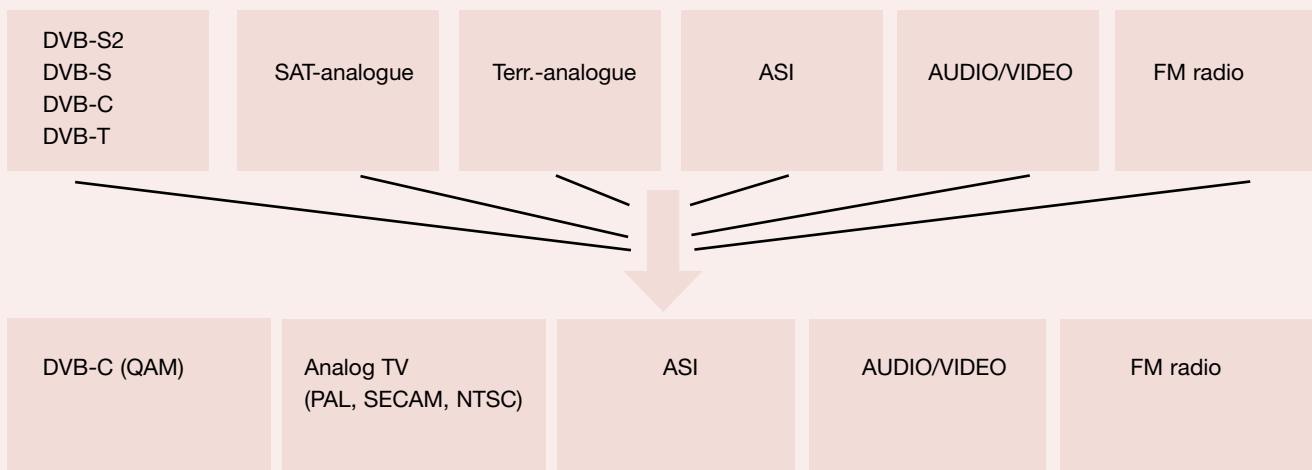 DVB-S2
DVB-S
DVB-C
DVB-T
SAT-analogue
Terr.-analogue
ASI
AUDIO/VIDEO
FM radio
DVB-C (QAM)
Analog TV
(PAL, SECAM, NTSC)
ASI
AUDIO/VIDEO
FM radio